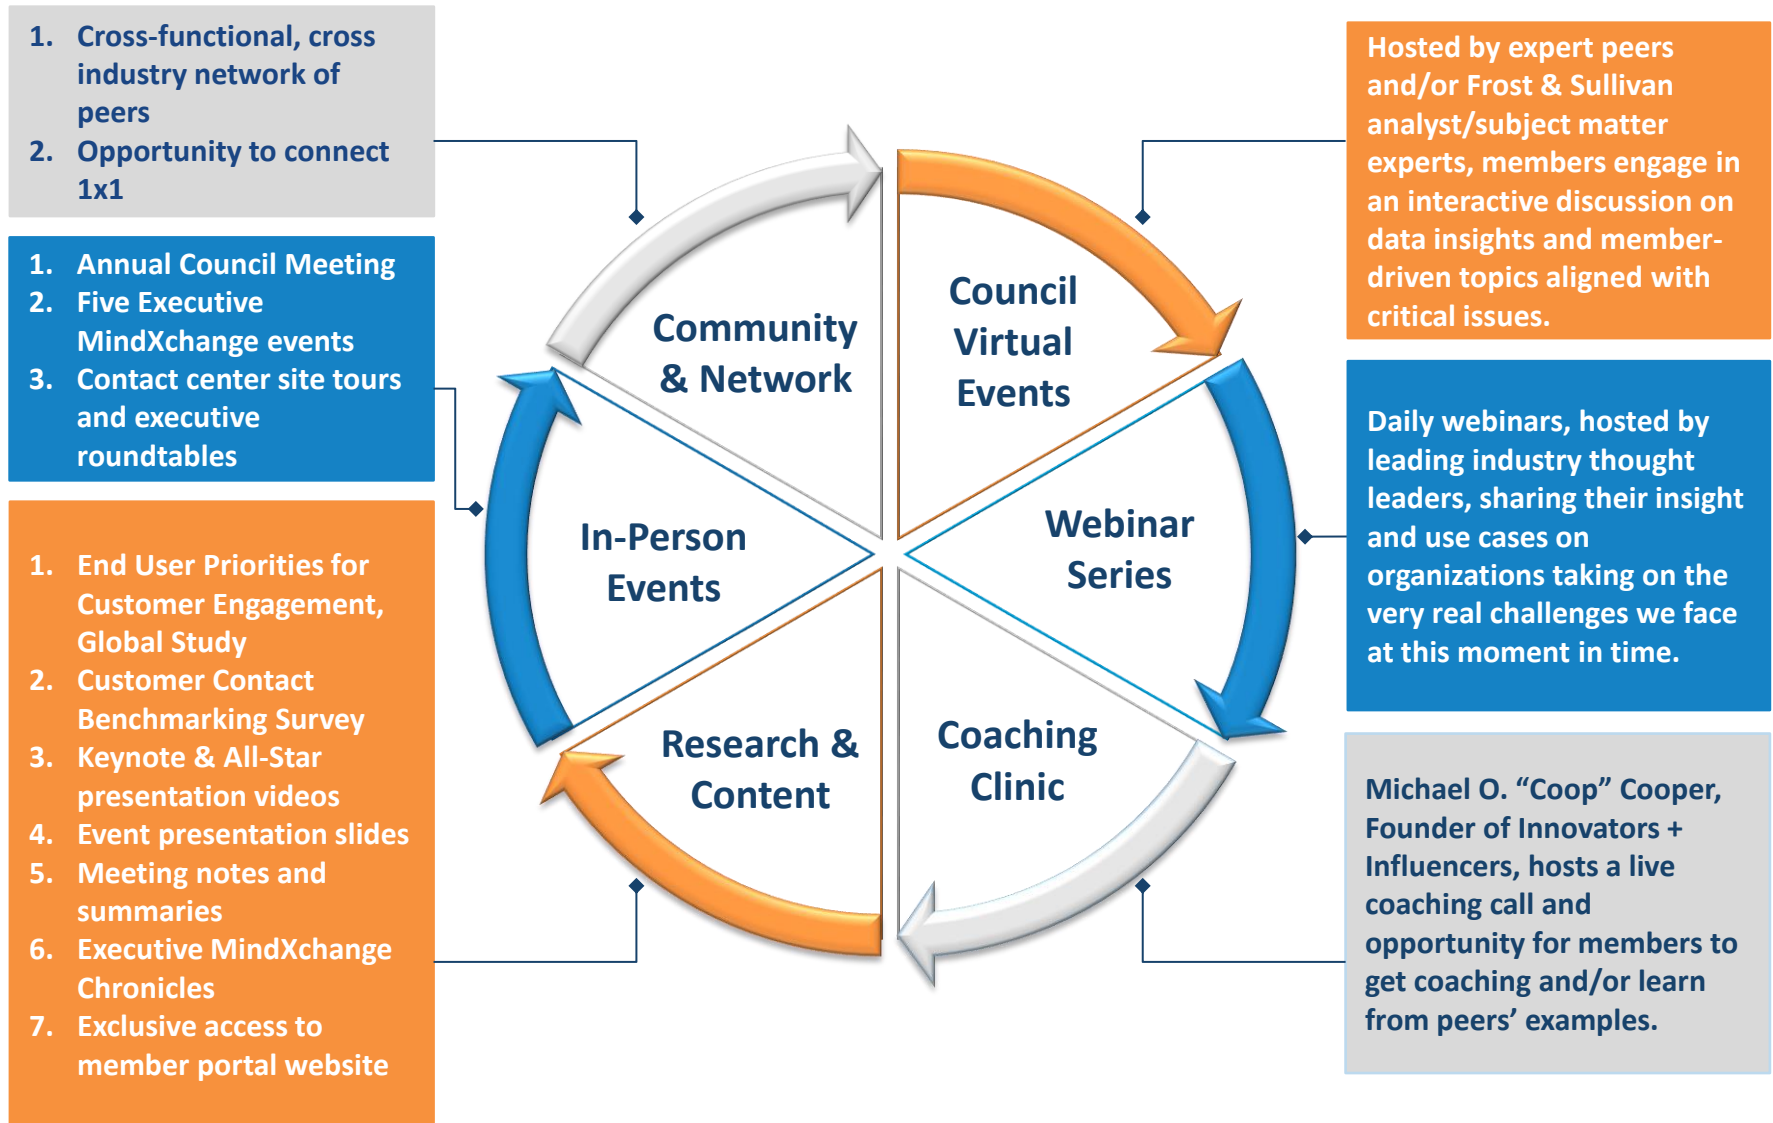 1. Cross-functional, cross
industry network of
peers
2. Opportunity to connect
1x1
1. Annual Council Meeting
2. Five Executive
MindXchange events
3. Contact center site tours
and executive
roundtables
1. End User Priorities for
Customer Engagement,
Global Study
2. Customer Contact
Benchmarking Survey
3. Keynote & All-Star
presentation videos
4. Event presentation slides
5. Meeting notes and
summaries
6. Executive MindXchange
Chronicles
7. Exclusive access to
member portal website
Community
& Network
Council
Virtual
Events
In-Person
Events
Webinar
Series
Research &
Content
Coaching
Clinic
Hosted by expert peers
and/or Frost & Sullivan
analyst/subject matter
experts, members engage in
an interactive discussion on
data insights and member-
driven topics aligned with
critical issues.
Daily webinars, hosted by
leading industry thought
leaders, sharing their insight
and use cases on
organizations taking on the
very real challenges we face
at this moment in time.
Michael O. “Coop” Cooper,
Founder of Innovators +
Influencers, hosts a live
coaching call and
opportunity for members to
get coaching and/or learn
from peers’ examples.